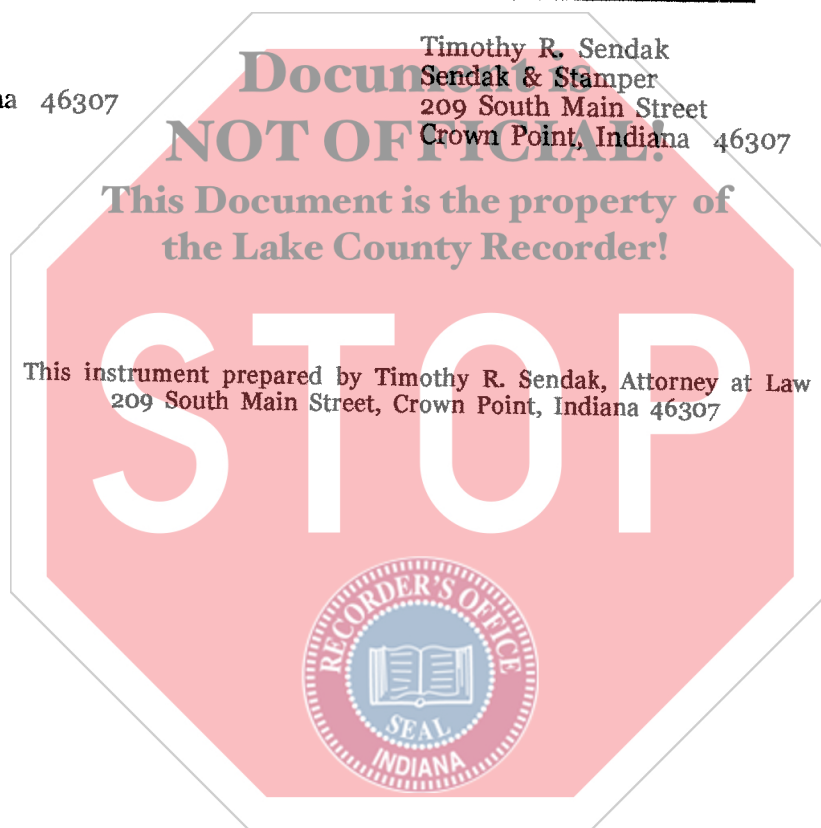 Timothy R. Sendak
Sendak & Stamper
209 South Main Street
Crown Point, Indiana 46307
46307
Document is
NOT OFFICIAL!
This Document is the property of
the Lake County Recorder!
STOP
This instrument prepared by Timothy R. Sendak, Attorney at Law
209 South Main Street, Crown Point, Indiana 46307
RECORDER'S OFFICE
SEAL
INDIANA